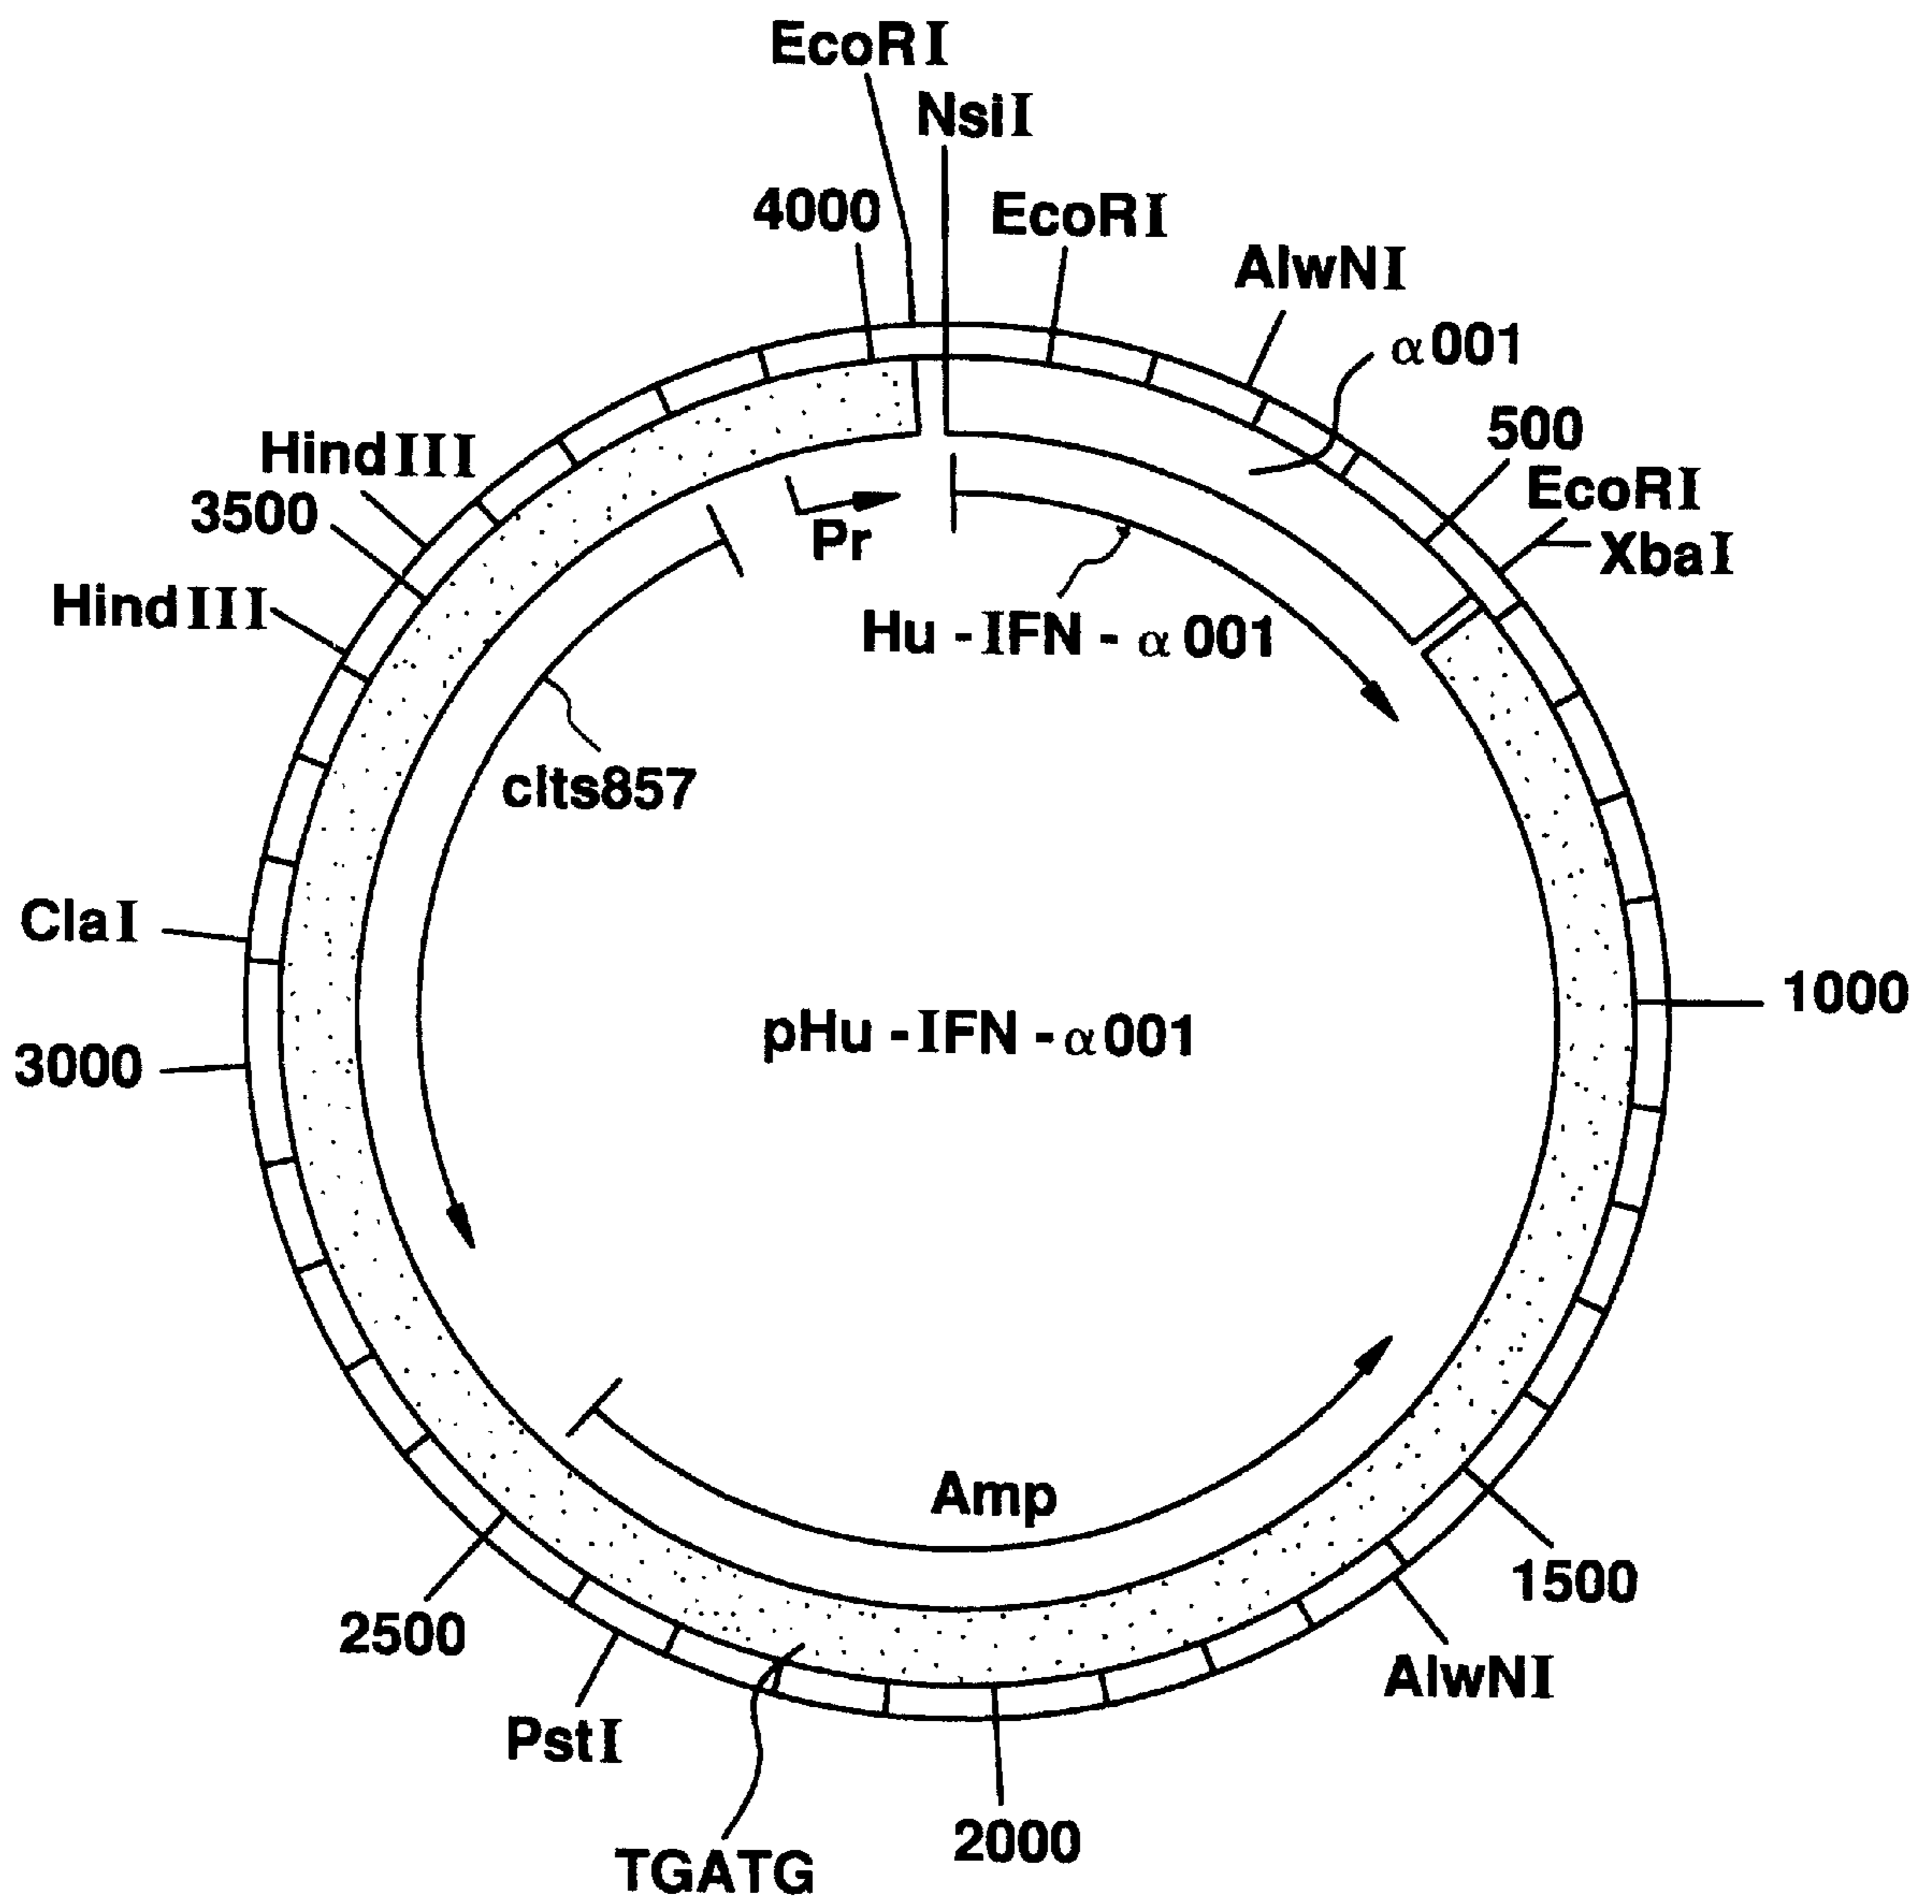 EcoRI
NsiI
4000
EcoRI
AlwNI
α001
500
EcoRI
XbaI
HindIII
3500
HindIII
Pr
Hu-IFN-α001
cIts857
ClaI
pHu-IFN-α001
1000
3000
Amp
1500
2500
AlwNI
PstI
2000
TGATG